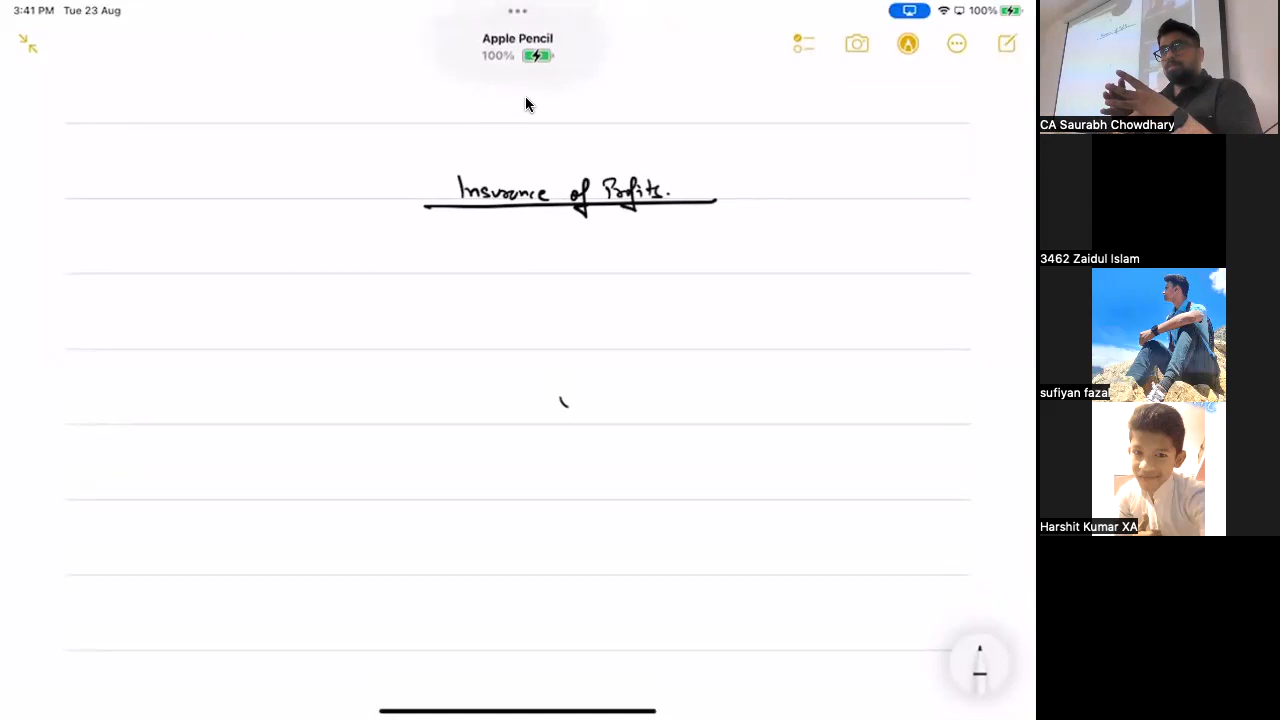 3:41 PM Tue 23 Aug
100%
Apple Pencil
100%
Insurance of Profits.
CA Saurabh Chowdhary
3462 Zaidul Islam
sufiyan fazal
Harshit Kumar XA